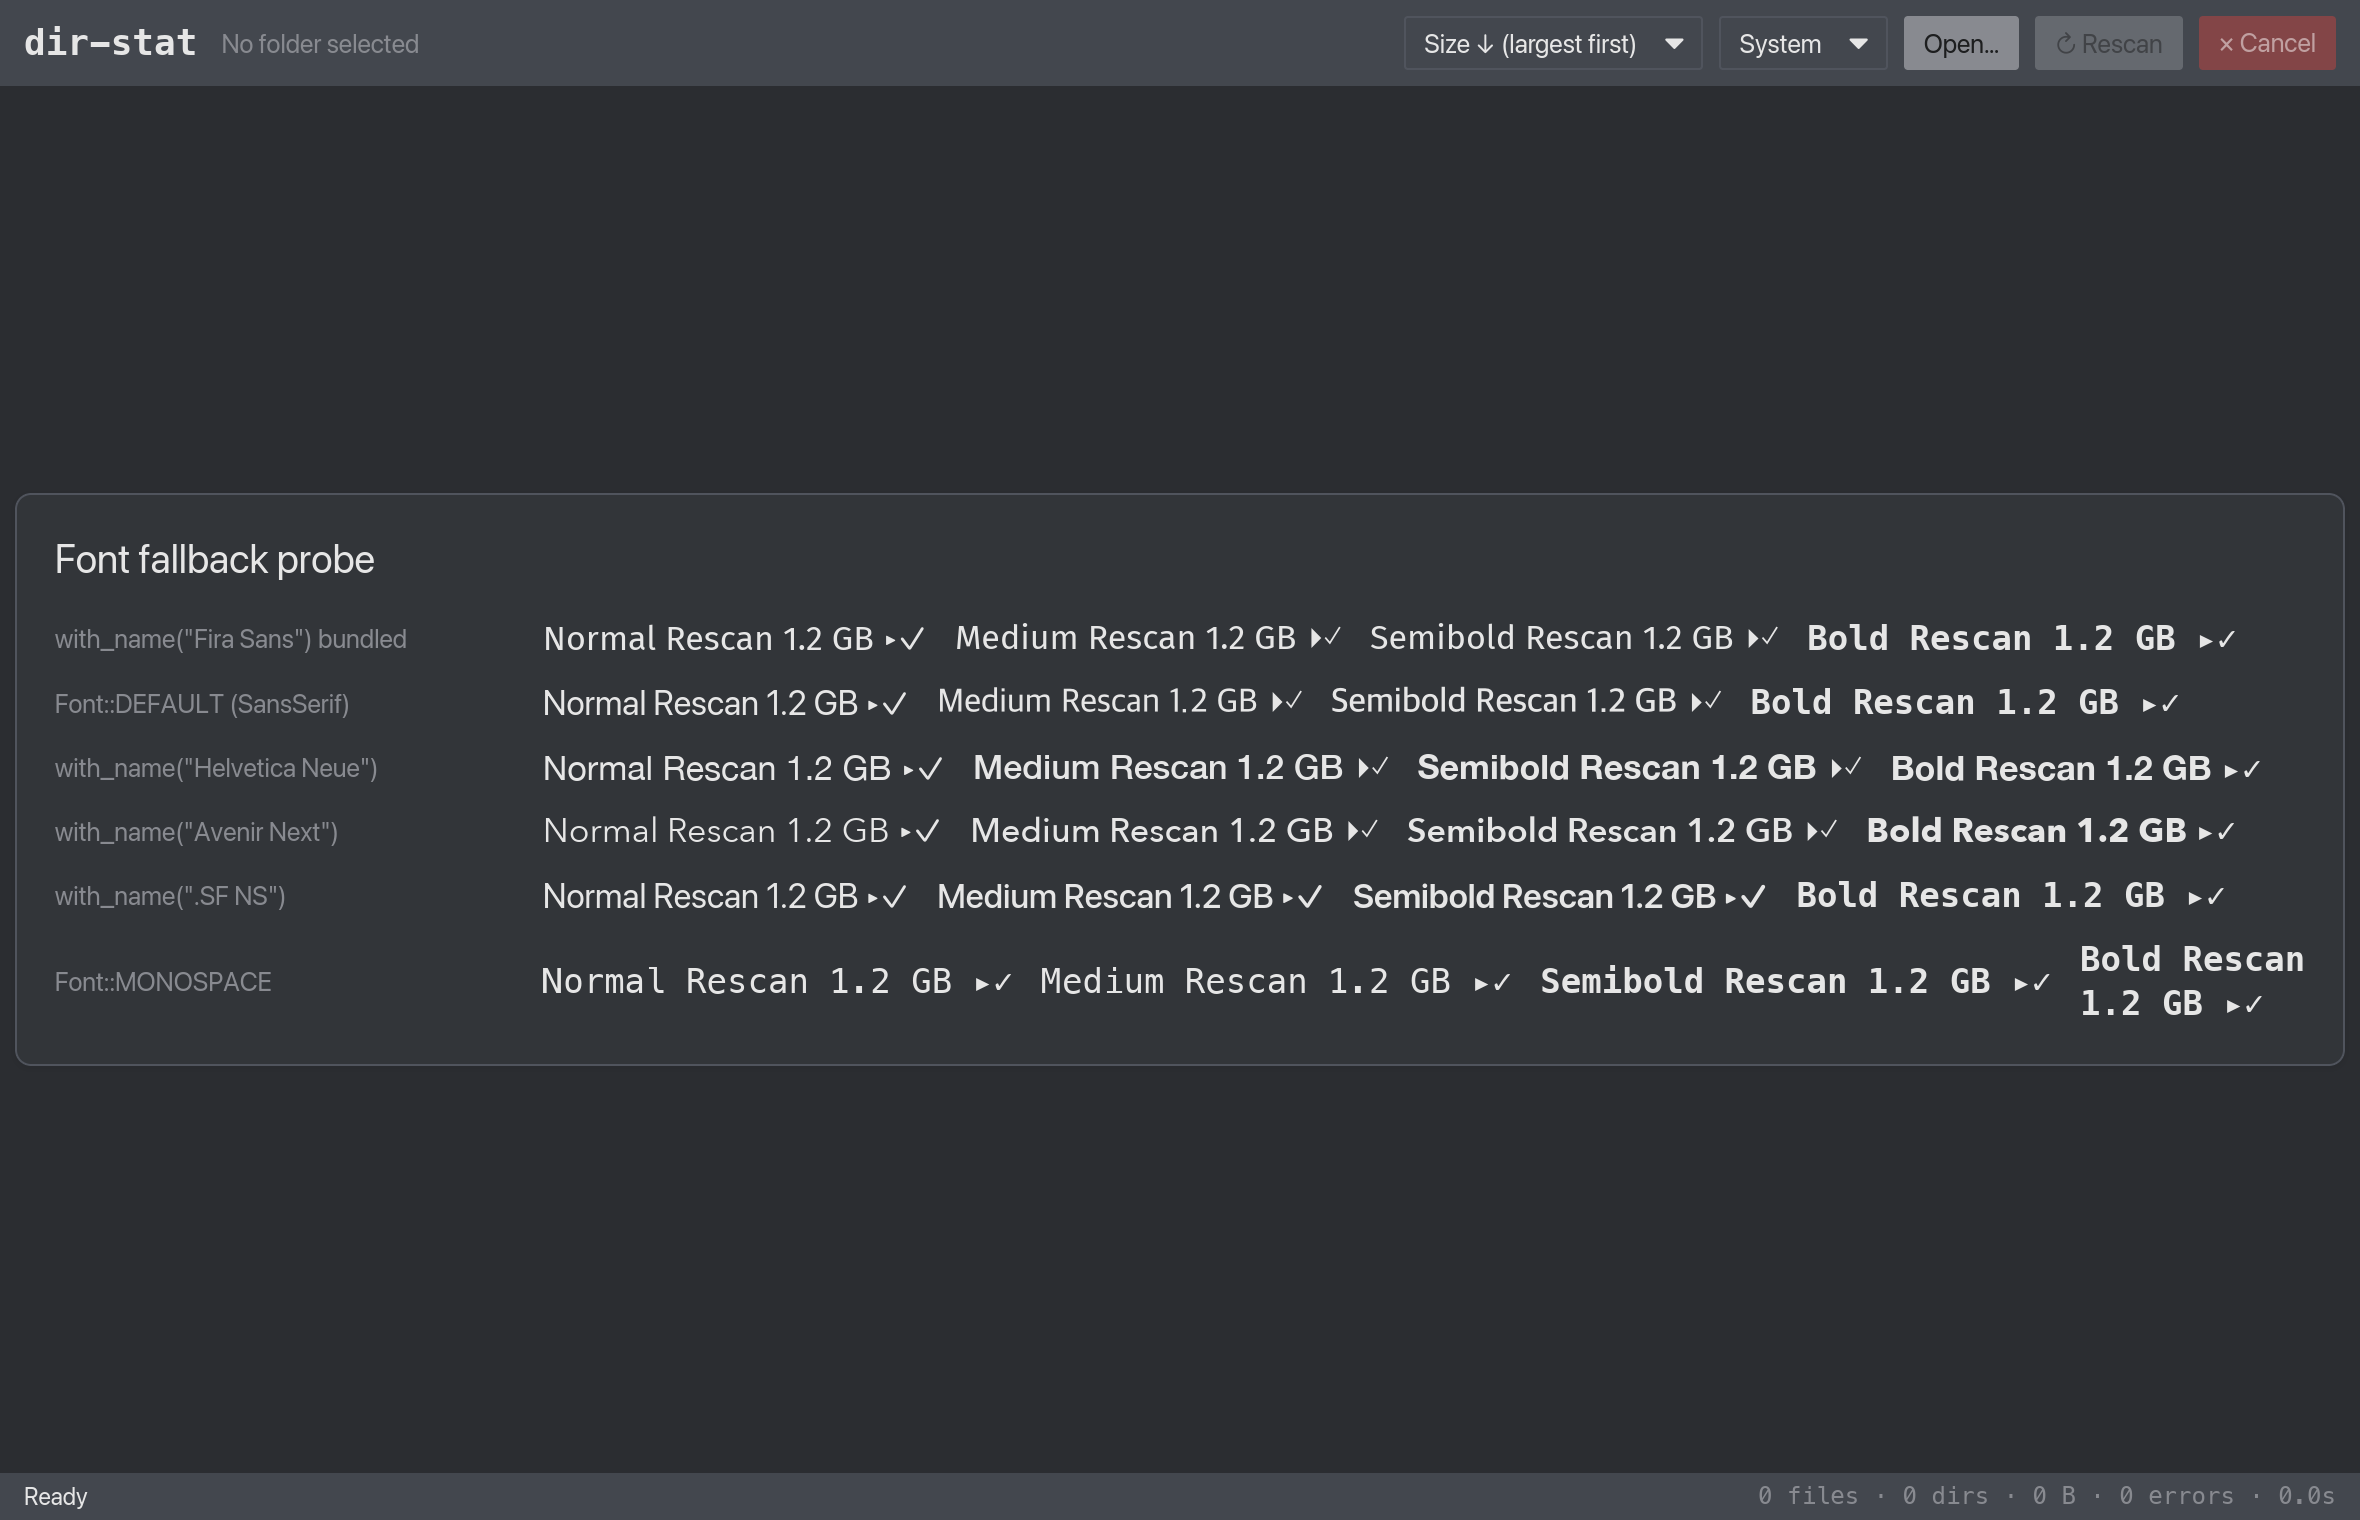 dir-stat No folder selected Size ↓ (largest first) ▼ System ▼ Open... ↻ Rescan × Cancel
Font fallback probe
with_name("Fira Sans") bundled Normal Rescan 1.2 GB ▸✓ Medium Rescan 1.2 GB ▸✓ Semibold Rescan 1.2 GB ▸✓ Bold Rescan 1.2 GB ▸✓
Font::DEFAULT (SansSerif) Normal Rescan 1.2 GB ▸✓ Medium Rescan 1.2 GB ▸✓ Semibold Rescan 1.2 GB ▸✓ Bold Rescan 1.2 GB ▸✓
with_name("Helvetica Neue") Normal Rescan 1.2 GB ▸✓ Medium Rescan 1.2 GB ▸✓ Semibold Rescan 1.2 GB ▸✓ Bold Rescan 1.2 GB ▸✓
with_name("Avenir Next") Normal Rescan 1.2 GB ▸✓ Medium Rescan 1.2 GB ▸✓ Semibold Rescan 1.2 GB ▸✓ Bold Rescan 1.2 GB ▸✓
with_name(".SF NS") Normal Rescan 1.2 GB ▸✓ Medium Rescan 1.2 GB ▸✓ Semibold Rescan 1.2 GB ▸✓ Bold Rescan 1.2 GB ▸✓
Font::MONOSPACE Normal Rescan 1.2 GB ▸✓ Medium Rescan 1.2 GB ▸✓ Semibold Rescan 1.2 GB ▸✓ Bold Rescan
1.2 GB ▸✓
Ready 0 files · 0 dirs · 0 B · 0 errors · 0.0s